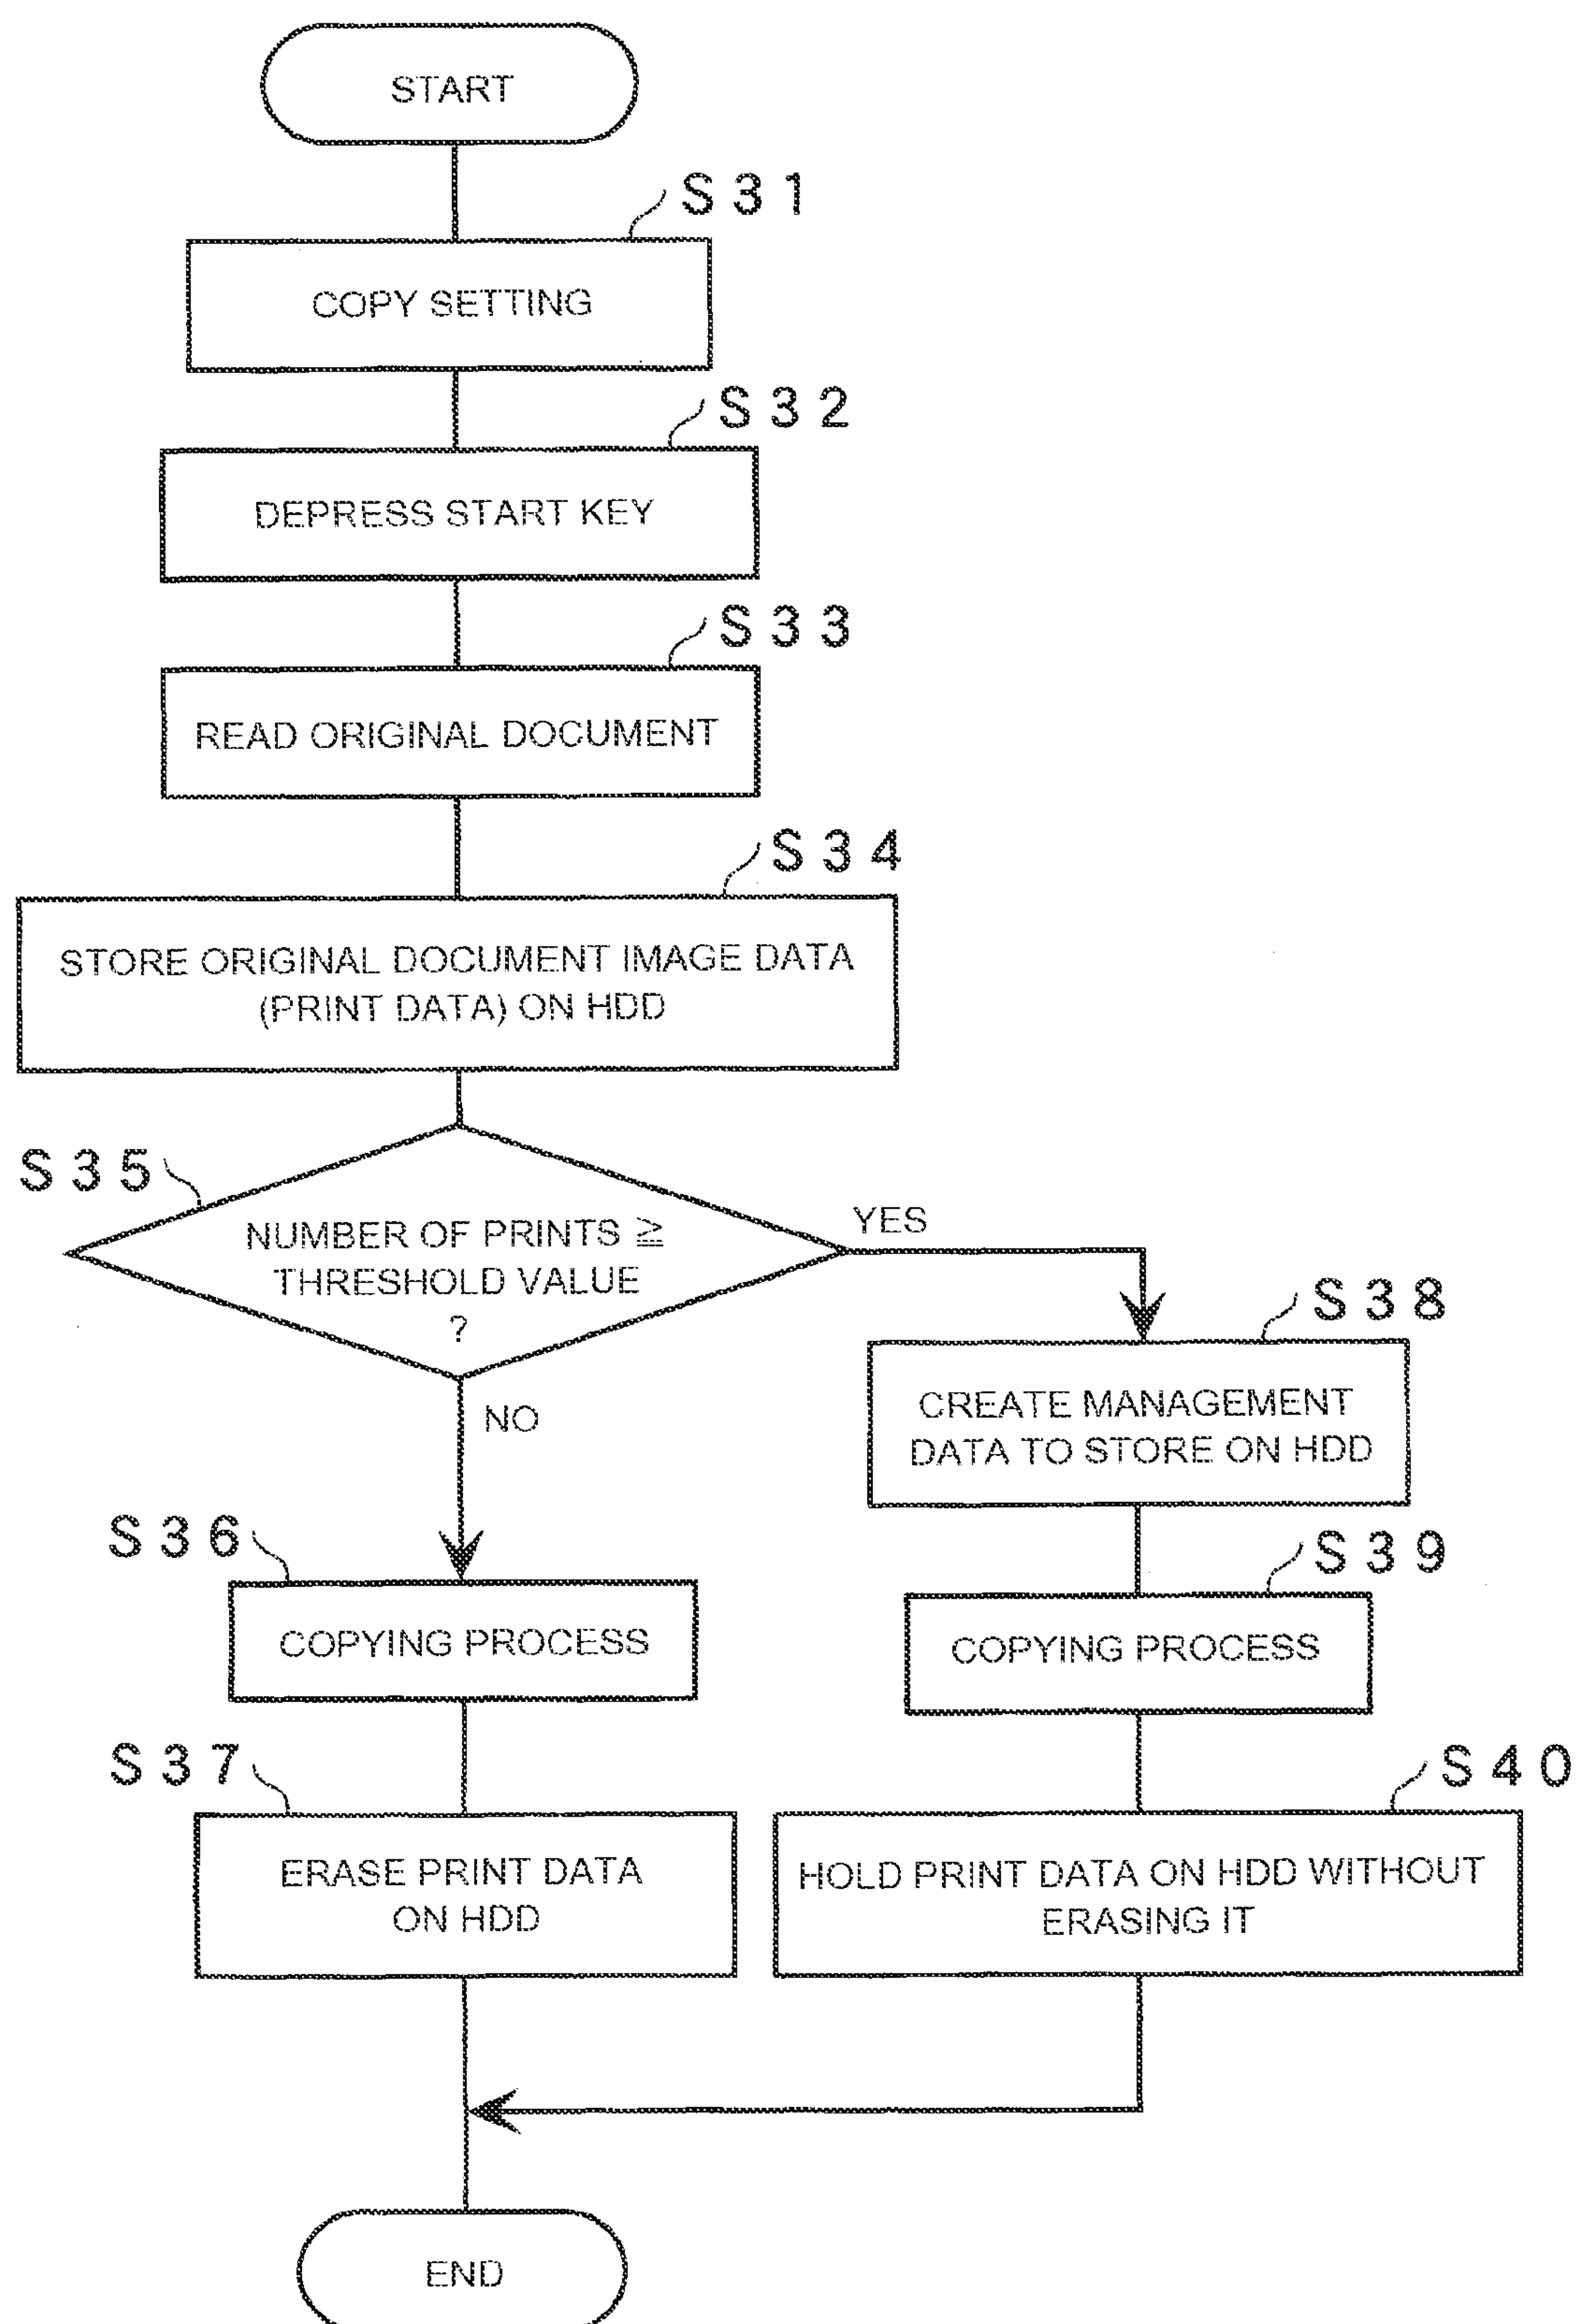 START
S31
COPY SETTING
S32
DEPRESS START KEY
S33
READ ORIGINAL DOCUMENT
S34
STORE ORIGINAL DOCUMENT IMAGE DATA
(PRINT DATA) ON HDD
S35
NUMBER OF PRINTS ≧
THRESHOLD VALUE
?
YES
NO
S38
CREATE MANAGEMENT
DATA TO STORE ON HDD
S36
COPYING PROCESS
S39
COPYING PROCESS
S37
ERASE PRINT DATA
ON HDD
S40
HOLD PRINT DATA ON HDD WITHOUT
ERASING IT
END